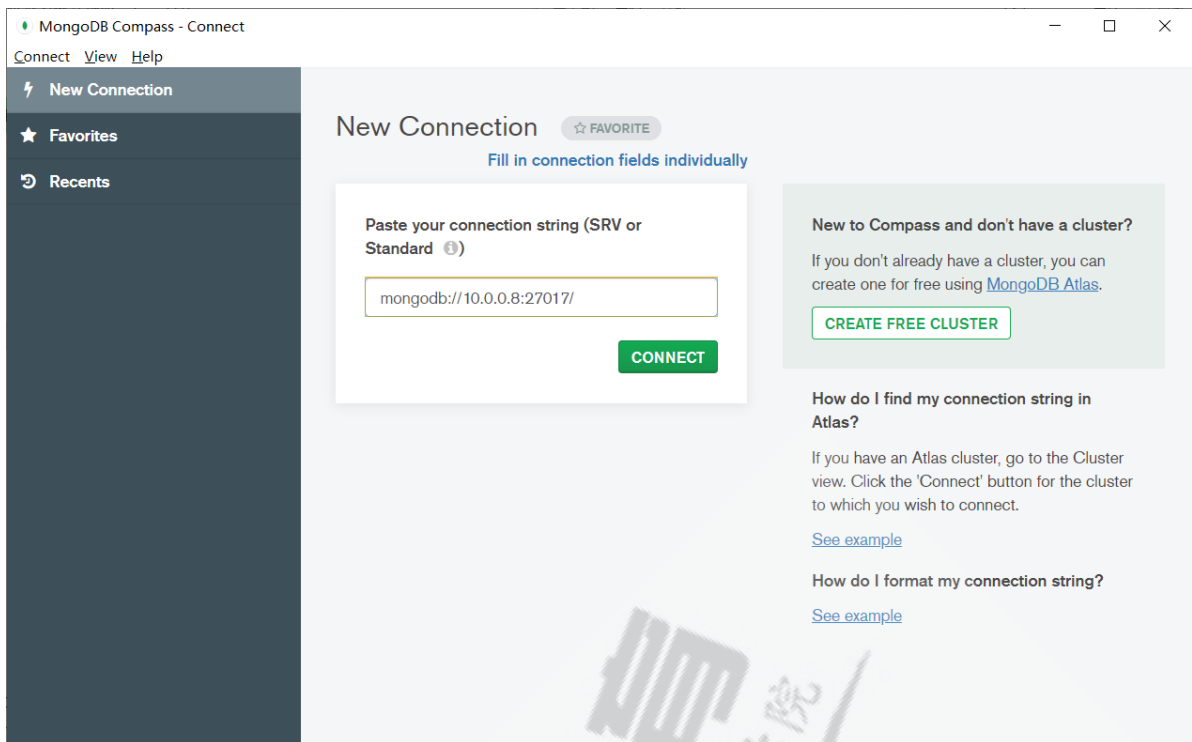 MongoDB Compass - Connect
Connect View Help
New Connection
Favorites
Recents
New Connection
FAVORITE
Fill in connection fields individually
Paste your connection string (SRV or
Standard )
mongodb://10.0.0.8:27017/
CONNECT
New to Compass and don't have a cluster?
If you don't already have a cluster, you can
create one for free using MongoDB Atlas.
CREATE FREE CLUSTER
How do I find my connection string in
Atlas?
If you have an Atlas cluster, go to the Cluster
view. Click the 'Connect' button for the cluster
to which you wish to connect.
See example
How do I format my connection string?
See example